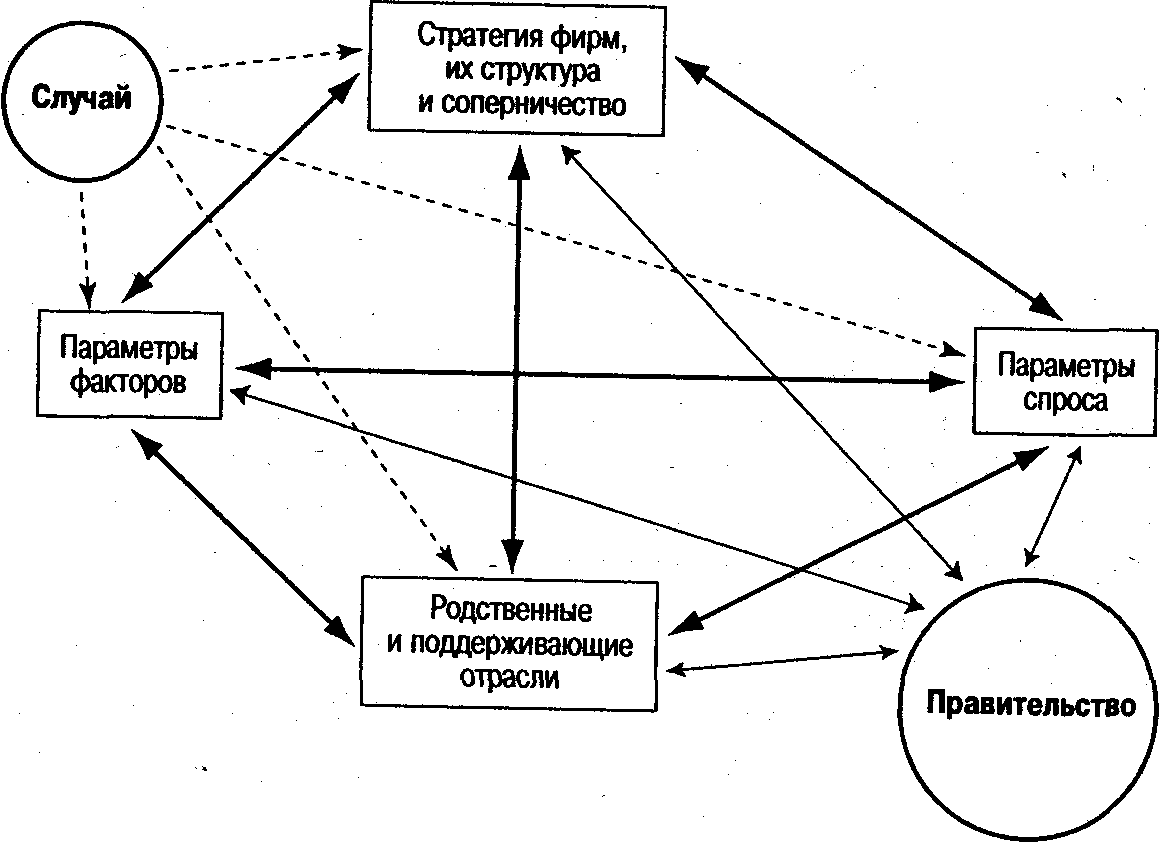 Случай
Стратегия фирм,
их структура
и соперничество
Параметры
факторов
Параметры
спроса
Родственные
и поддерживающие
отрасли
Правительство